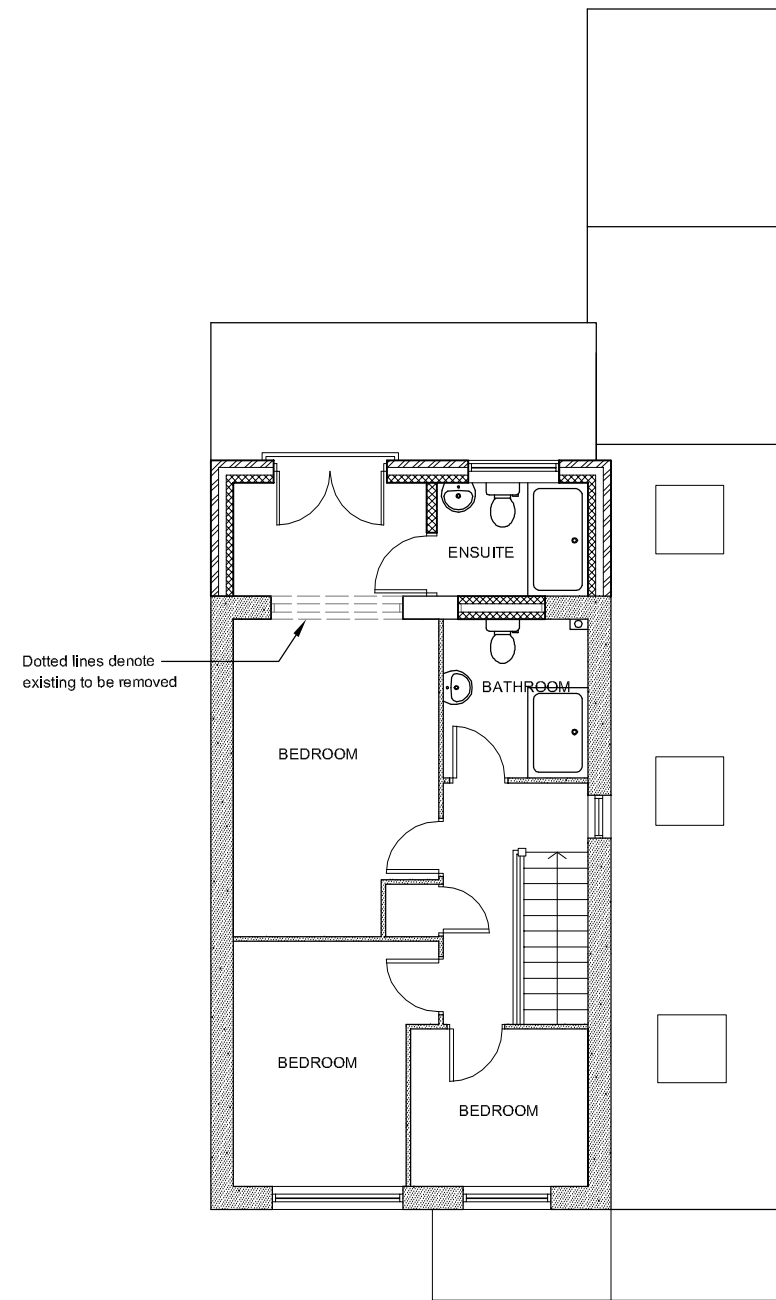 ENSUITE
Dotted lines denote
existing to be removed
BATHROOM
BEDROOM
BEDROOM
BEDROOM